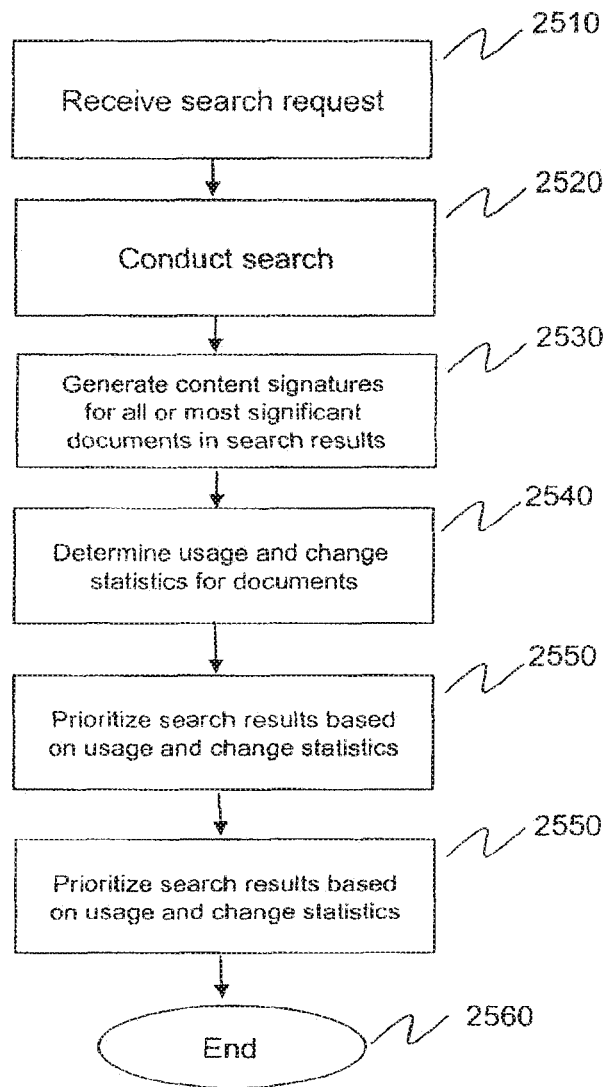 2510
Receive search request
2520
Conduct search
2530
Generate content signatures
for all or most significant
documents in search results
2540
Determine usage and change
statistics for documents
2550
Prioritize search results based
on usage and change statistics
2550
Prioritize search results based
on usage and change statistics
2560
End